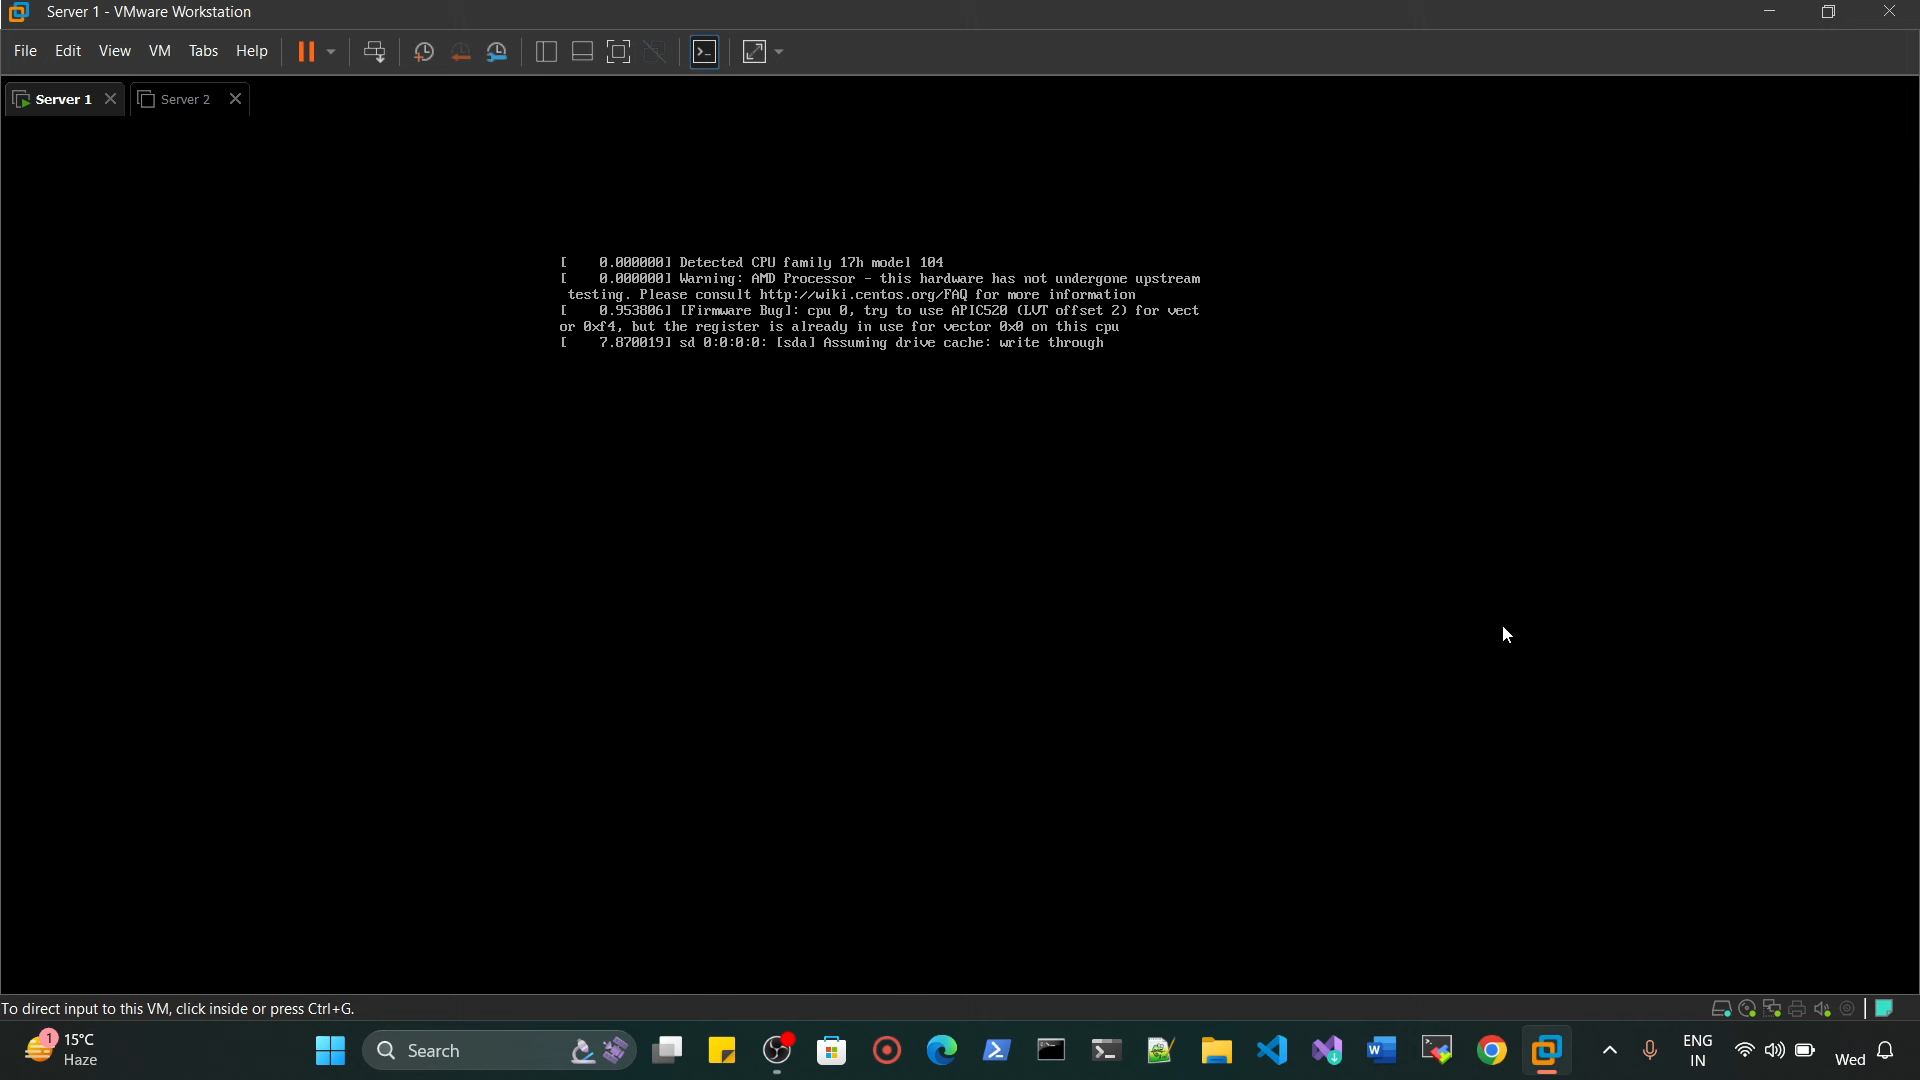 Server 1 - VMware Workstation
File Edit View VM Tabs Help
Server 1 Server 2
[    0.000000] Detected CPU family 17h model 104
[    0.000000] Warning: AMD Processor - this hardware has not undergone upstream
testing. Please consult http://wiki.centos.org/FAQ for more information
[    0.953806] [Firmware Bug]: cpu 0, try to use APIC520 (LVT offset 2) for vect
or 0xf4, but the register is already in use for vector 0x0 on this cpu
[    7.870019] sd 0:0:0:0: [sda] Assuming drive cache: write through
To direct input to this VM, click inside or press Ctrl+G.
1 15°C
Haze
Search
ENG
IN
Wed